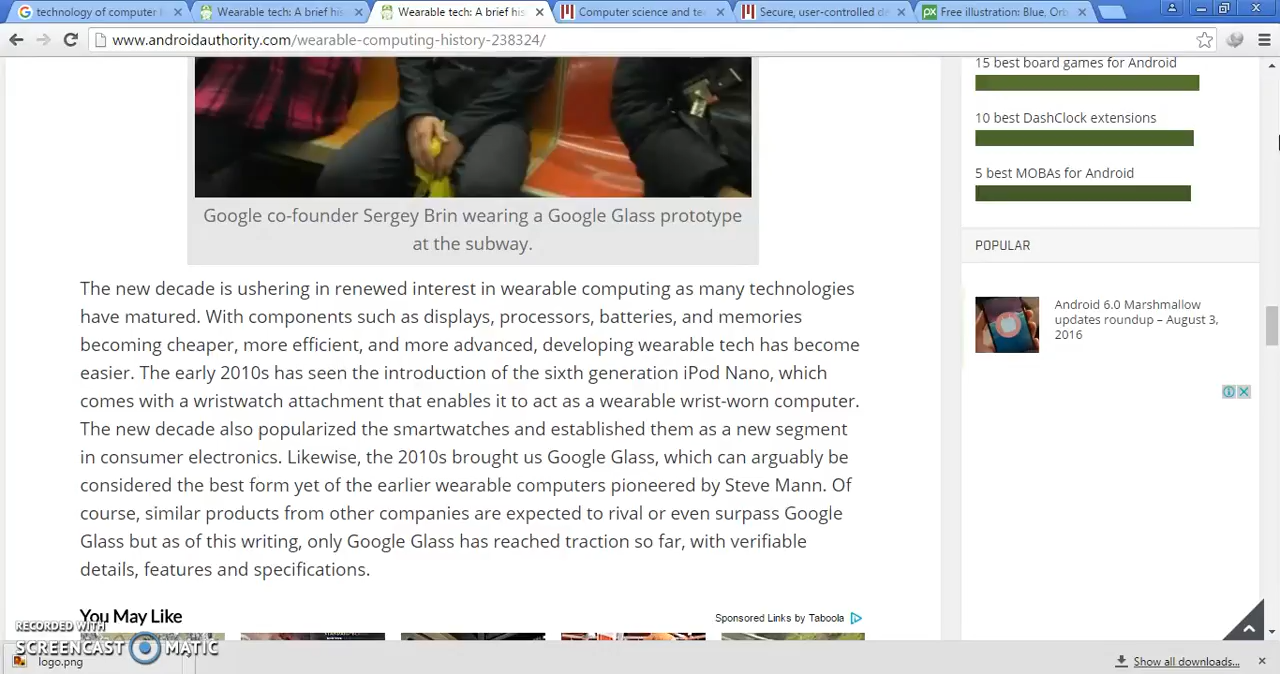 technology of computer
Wearable tech: A brief his
Wearable tech: A brief his
Computer science and te
Secure, user-controlled d
Free illustration: Blue, Orb
www.androidauthority.com/wearable-computing-history-238324/
15 best board games for Android
10 best DashClock extensions
5 best MOBAs for Android
Google co-founder Sergey Brin wearing a Google Glass prototype
at the subway.
POPULAR
Android 6.0 Marshmallow
updates roundup – August 3,
2016
The new decade is ushering in renewed interest in wearable computing as many technologies
have matured. With components such as displays, processors, batteries, and memories
becoming cheaper, more efficient, and more advanced, developing wearable tech has become
easier. The early 2010s has seen the introduction of the sixth generation iPod Nano, which
comes with a wristwatch attachment that enables it to act as a wearable wrist-worn computer.
The new decade also popularized the smartwatches and established them as a new segment
in consumer electronics. Likewise, the 2010s brought us Google Glass, which can arguably be
considered the best form yet of the earlier wearable computers pioneered by Steve Mann. Of
course, similar products from other companies are expected to rival or even surpass Google
Glass but as of this writing, only Google Glass has reached traction so far, with verifiable
details, features and specifications.
You May Like
Sponsored Links by Taboola
RECORDED WITH
SCREENCAST MATIC
logo.png
Show all downloads...